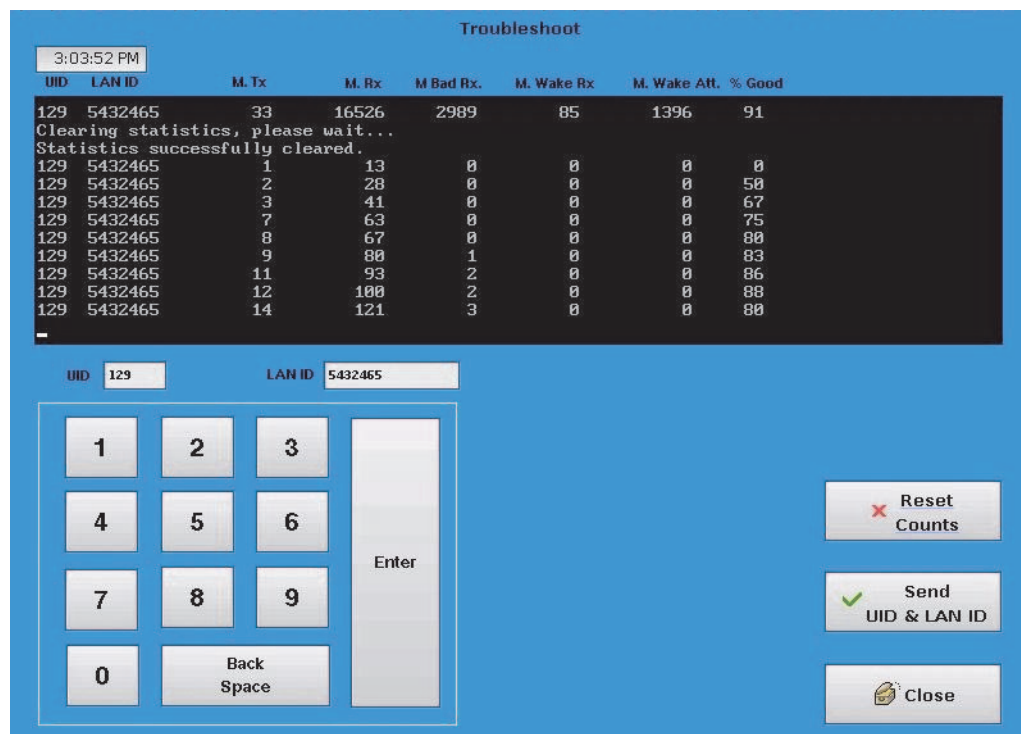 Troubleshoot
3:03:52 PM
UID LAN ID M. Tx M. Rx M Bad Rx. M. Wake Rx M. Wake Att. % Good
129 5432465 33 16526 2989 85 1396 91
Clearing statistics, please wait...
Statistics successfully cleared.
129 5432465 1 13 0 0 0 0
129 5432465 2 28 0 0 0 50
129 5432465 3 41 0 0 0 67
129 5432465 7 63 0 0 0 75
129 5432465 8 67 0 0 0 80
129 5432465 9 80 1 0 0 83
129 5432465 11 93 2 0 0 86
129 5432465 12 100 2 0 0 88
129 5432465 14 121 3 0 0 80
UID 129 LAN ID 5432465
1 2 3
4 5 6
Enter
7 8 9
0 Back
Space
Reset
Counts
Send
UID & LAN ID
Close